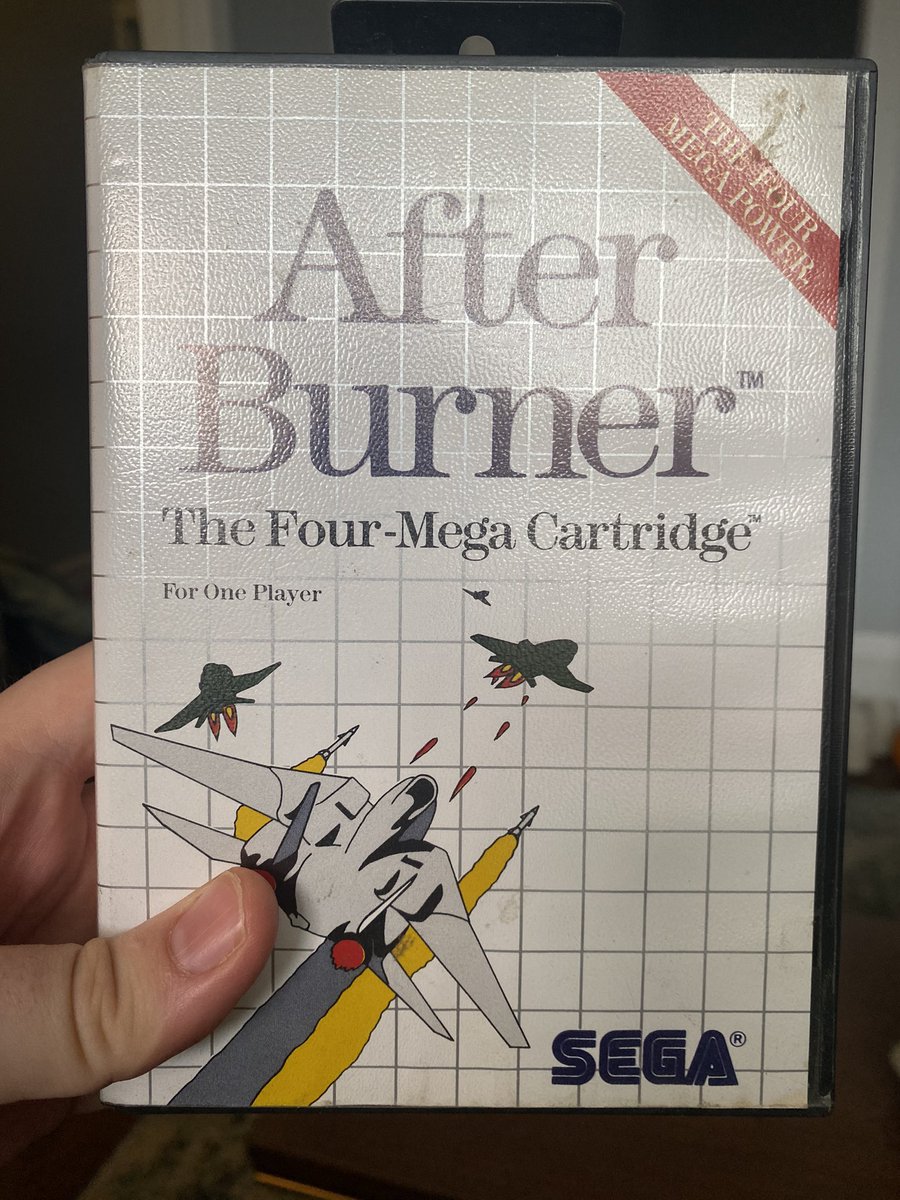 THE FOUR
MEGA POWER
After
Burner™
The Four-Mega Cartridge™
For One Player
SEGA®